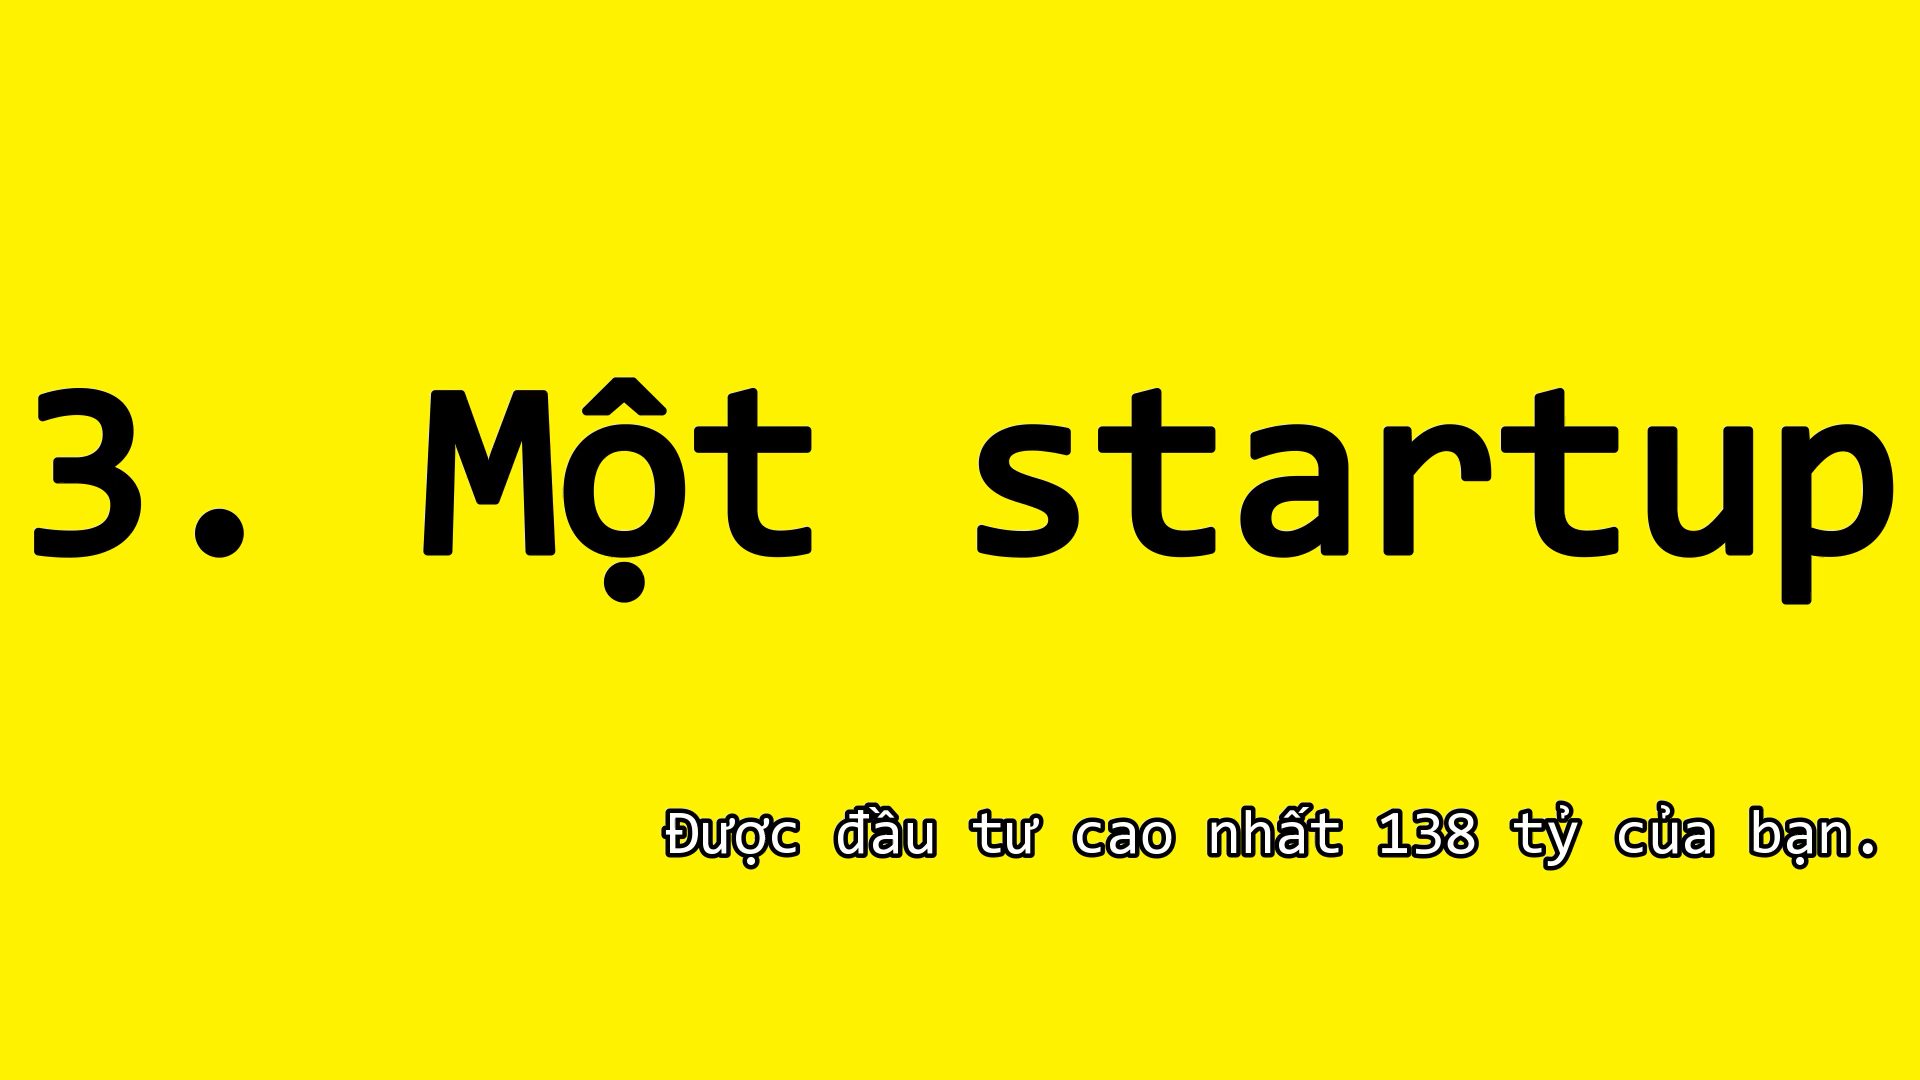 3. Một startup
Được đầu tư cao nhất 138 tỷ của bạn.